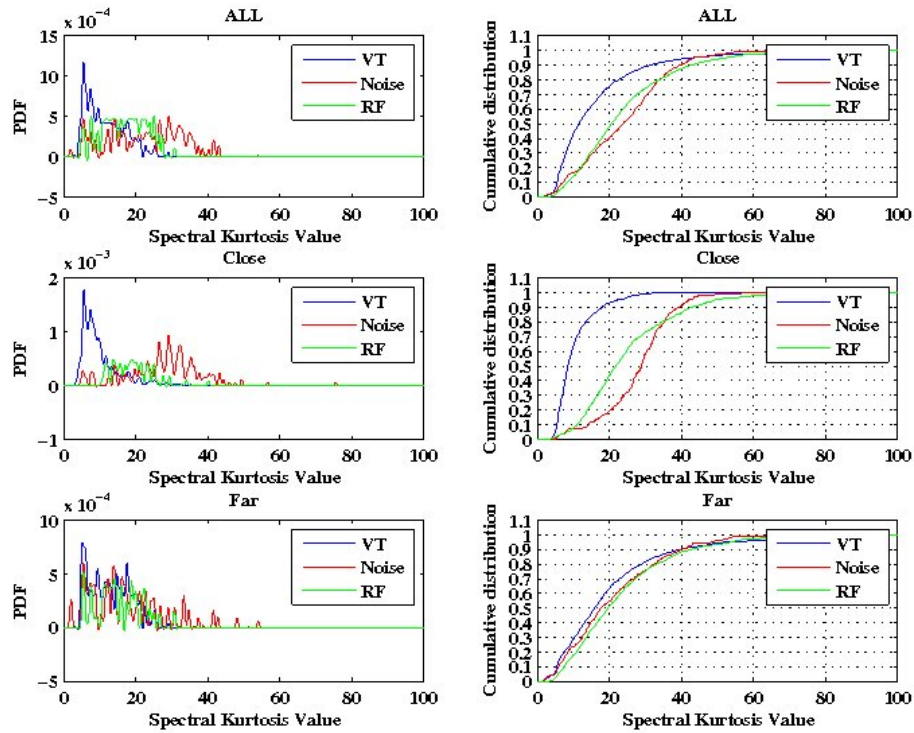 ALL
x 10⁻⁴
15
10
5
0
−5
PDF
0 20 40 60 80 100
Spectral Kurtosis Value
VT
Noise
RF
ALL
1.1
1
0.9
0.8
0.7
0.6
0.5
0.4
0.3
0.2
0.1
0
Cumulative distribution
0 20 40 60 80 100
Spectral Kurtosis Value
VT
Noise
RF
Close
x 10⁻³
2
1
0
−1
PDF
0 20 40 60 80 100
Spectral Kurtosis Value
VT
Noise
RF
Close
1.1
1
0.9
0.8
0.7
0.6
0.5
0.4
0.3
0.2
0.1
0
Cumulative distribution
0 20 40 60 80 100
Spectral Kurtosis Value
VT
Noise
RF
Far
x 10⁻⁴
10
5
0
−5
PDF
0 20 40 60 80 100
Spectral Kurtosis Value
VT
Noise
RF
Far
1.1
1
0.9
0.8
0.7
0.6
0.5
0.4
0.3
0.2
0.1
0
Cumulative distribution
0 20 40 60 80 100
Spectral Kurtosis Value
VT
Noise
RF